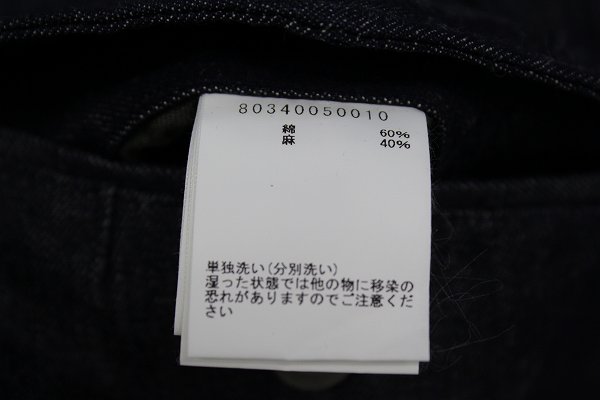 80340050010
綿 60%
麻 40%
単独洗い(分別洗い)
湿った状態では他の物に移染の
恐れがありますのでご注意くだ
さい